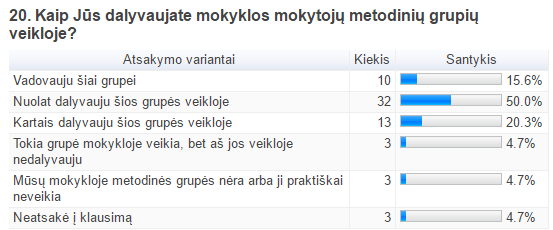 20. Kaip Jūs dalyvaujate mokyklos mokytojų metodinių grupių
veikloje?
Atsakymo variantai Kiekis Santykis
Vadovauju šiai grupei 10 15.6%
Nuolat dalyvauju šios grupės veikloje 32 50.0%
Kartais dalyvauju šios grupės veikloje 13 20.3%
Tokia grupė mokykloje veikia, bet aš jos veikloje 3 4.7%
nedalyvauju
Mūsų mokykloje metodinės grupės nėra arba ji praktiškai 3 4.7%
neveikia
Neatsakė į klausimą 3 4.7%